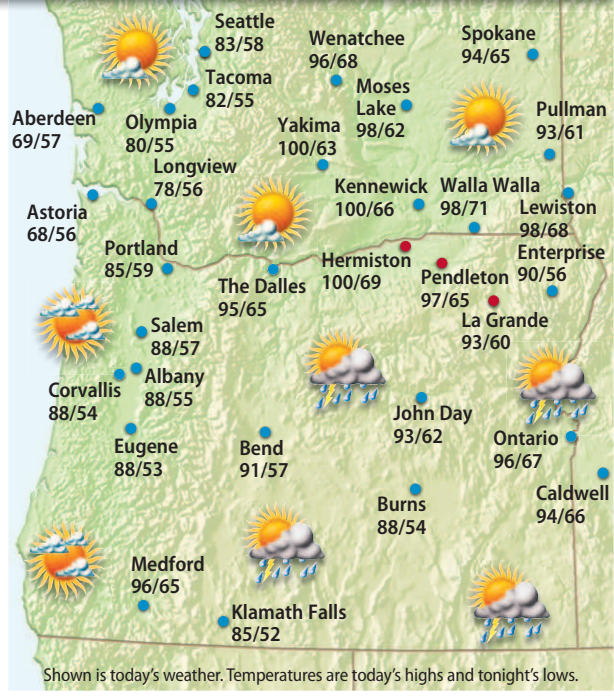 Seattle
83/58
Wenatchee
96/68
Spokane
94/65
Tacoma
82/55
Moses
Lake
98/62
Aberdeen
69/57
Olympia
80/55
Yakima
100/63
Pullman
93/61
Longview
78/56
Kennewick
100/66
Walla Walla
98/71
Lewiston
98/68
Astoria
68/56
Portland
85/59
The Dalles
95/65
Hermiston
100/69
Pendleton
97/65
Enterprise
90/56
La Grande
93/60
Salem
88/57
Albany
88/55
Corvallis
88/54
Eugene
88/53
Bend
91/57
John Day
93/62
Ontario
96/67
Burns
88/54
Caldwell
94/66
Medford
96/65
Klamath Falls
85/52
Shown is today's weather. Temperatures are today's highs and tonight's lows.